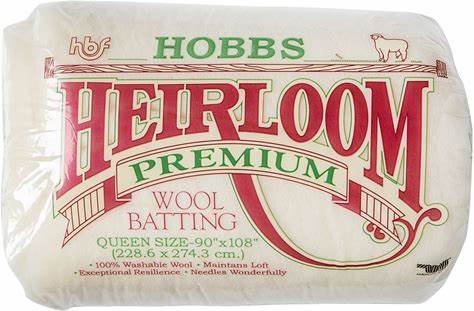 hbf
HOBBS
HEIRLOOM
PREMIUM
WOOL
BATTING
QUEEN SIZE-90"x108"
(228.6 x 274.3 cm.)
• 100% Washable Wool • Maintans Loft
• Exceptional Resilience • Needles Wonderfully